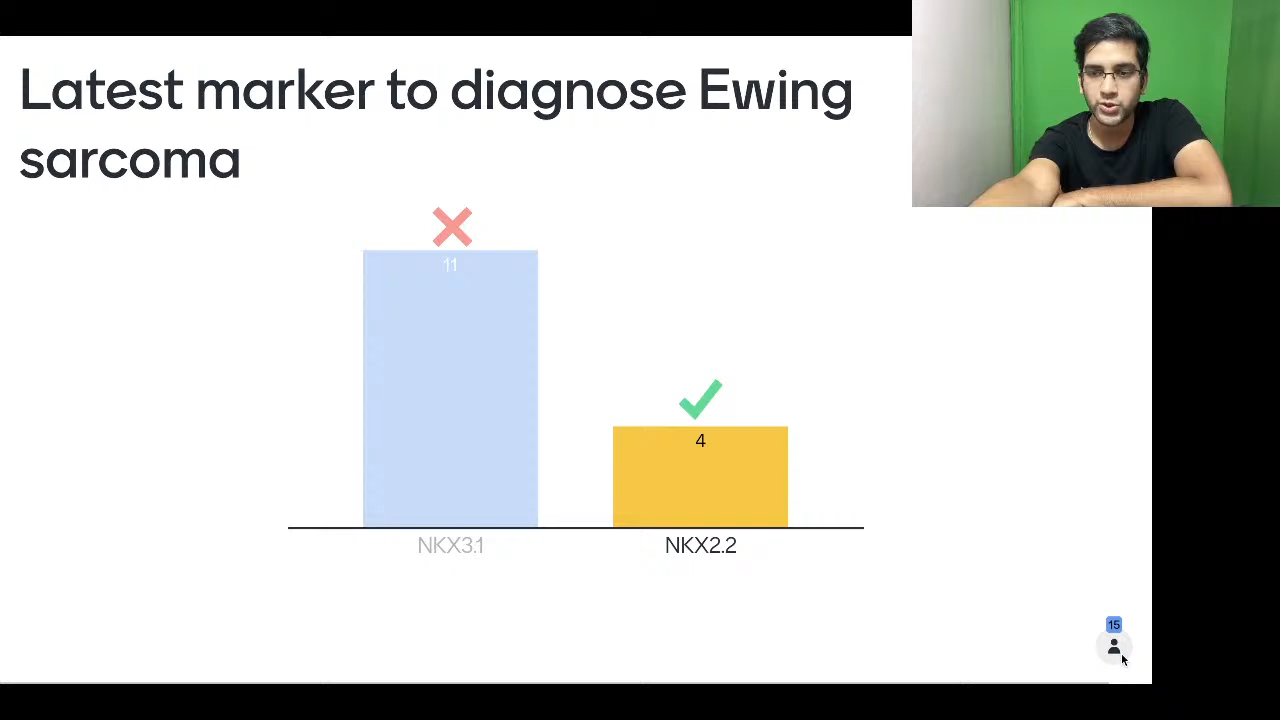 Latest marker to diagnose Ewing
sarcoma
11
4
NKX3.1
NKX2.2
15